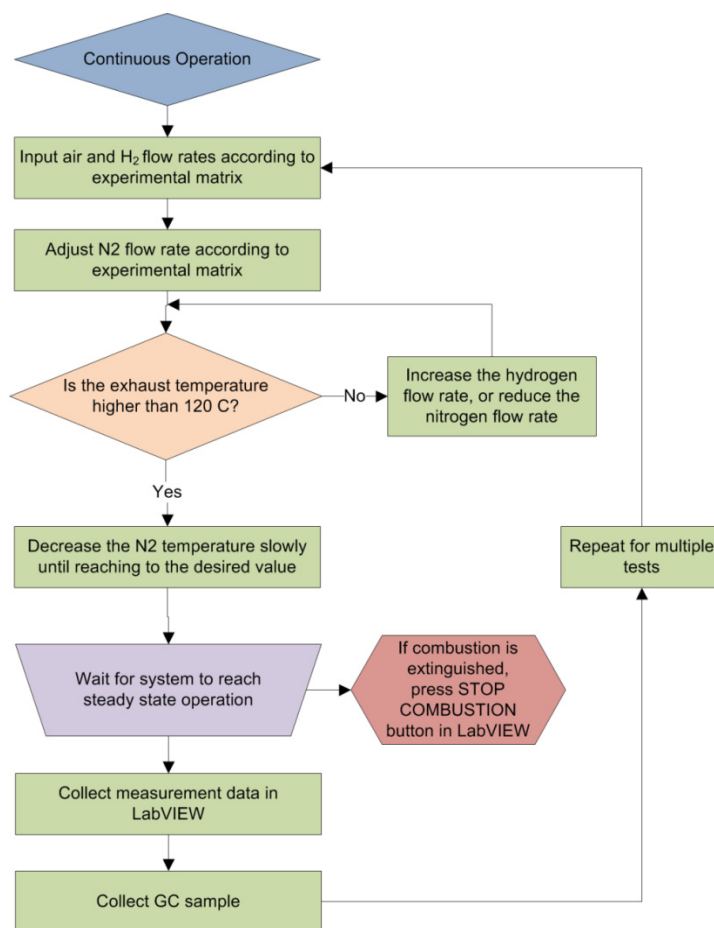 Continuous Operation
Input air and H₂ flow rates according to
experimental matrix
Adjust N2 flow rate according to
experimental matrix
Is the exhaust temperature
higher than 120 C?
No
Increase the hydrogen
flow rate, or reduce the
nitrogen flow rate
Yes
Decrease the N2 temperature slowly
until reaching to the desired value
Repeat for multiple
tests
Wait for system to reach
steady state operation
If combustion is
extinguished,
press STOP
COMBUSTION
button in LabVIEW
Collect measurement data in
LabVIEW
Collect GC sample